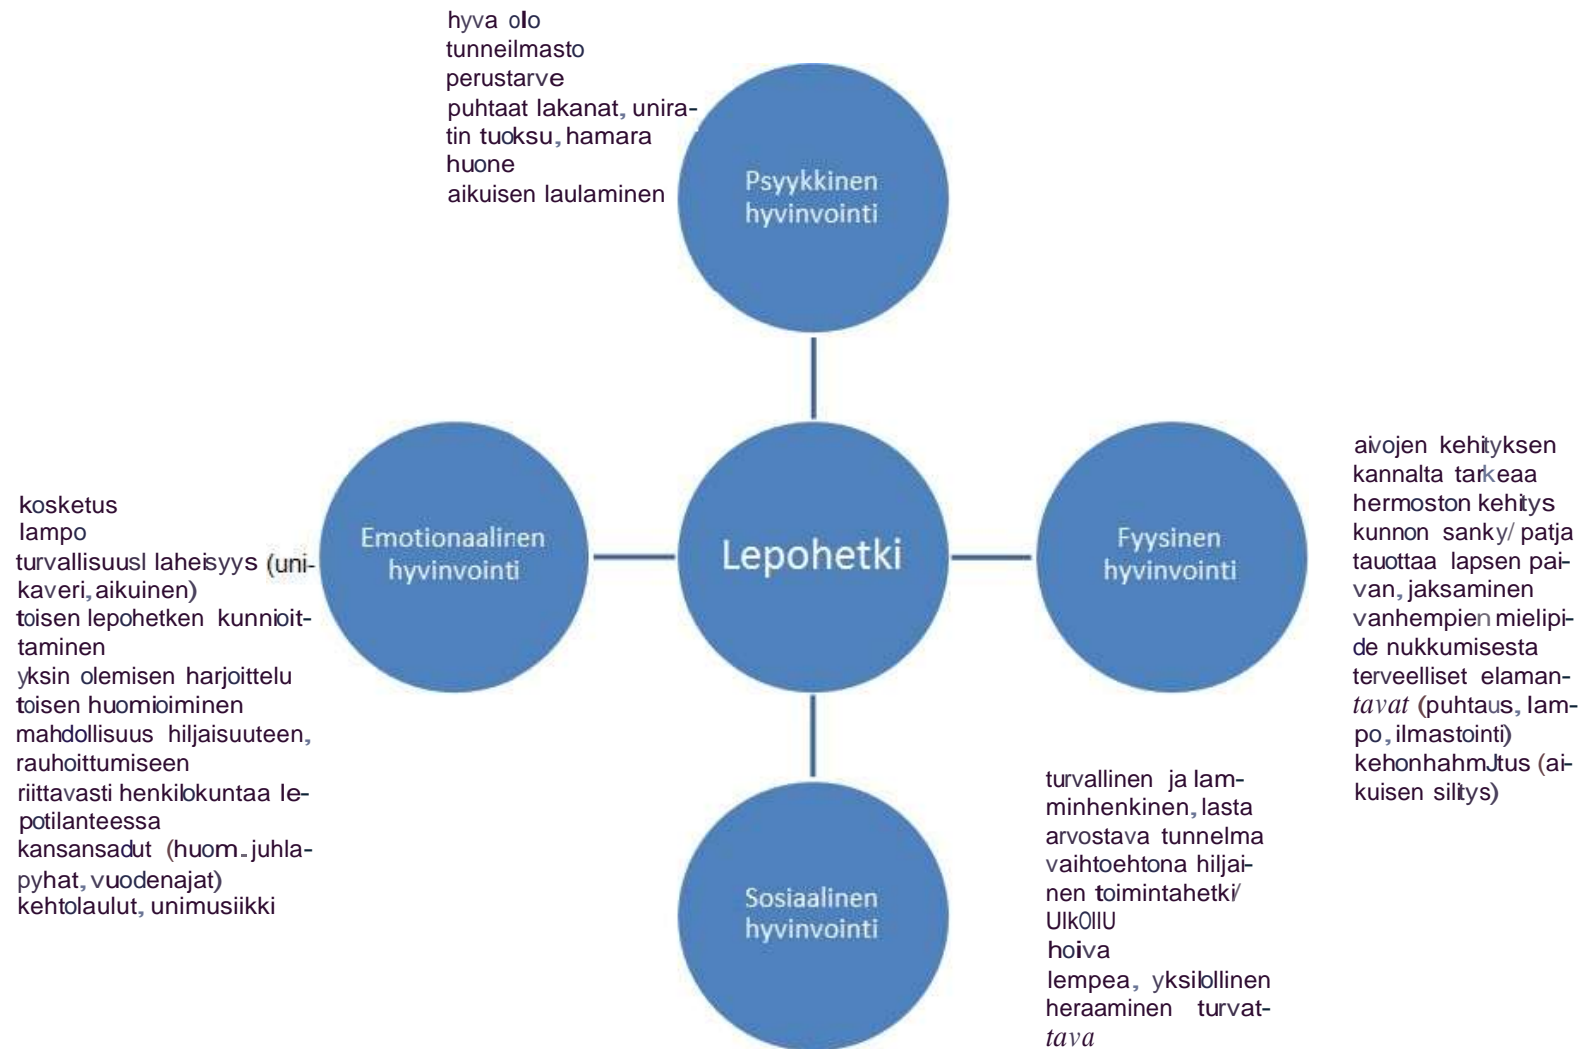 hyva olo
tunneilmasto
perustarve
puhtaat lakanat, unira-
tin tuoksu, hamara
huone
aikuisen laulaminen
Psyykkinen
hyvinvointi
kosketus
lampo
turvallisuusl laheisyys (uni-
kaveri, aikuinen)
toisen lepohetken kunnioit-
taminen
yksin olemisen harjoittelu
toisen huomioiminen
mahdollisuus hiljaisuuteen,
rauhoittumiseen
riittavasti henkilokuntaa le-
potilanteessa
kansansadut (huom. juhla-
pyhat, vuodenajat)
kehtolaulut, unimusiikki
Emotionaalinen
hyvinvointi
Lepohetki
Fyysinen
hyvinvointi
aivojen kehityksen
kannalta tarkeaa
hermoston kehitys
kunnon sanky/ patja
tauottaa lapsen pai-
van, jaksaminen
vanhempien mielipi-
de nukkumisesta
terveelliset elaman-
tavat (puhtaus, lam-
po, ilmastointi)
kehonhahmJtus (ai-
kuisen silitys)
Sosiaalinen
hyvinvointi
turvallinen ja lam-
minhenkinen, lasta
arvostava tunnelma
vaihtoehtona hiljai-
nen toimintahetki/
Ulk0IlU
hoiva
lempea, yksilollinen
heraaminen turvat-
tava